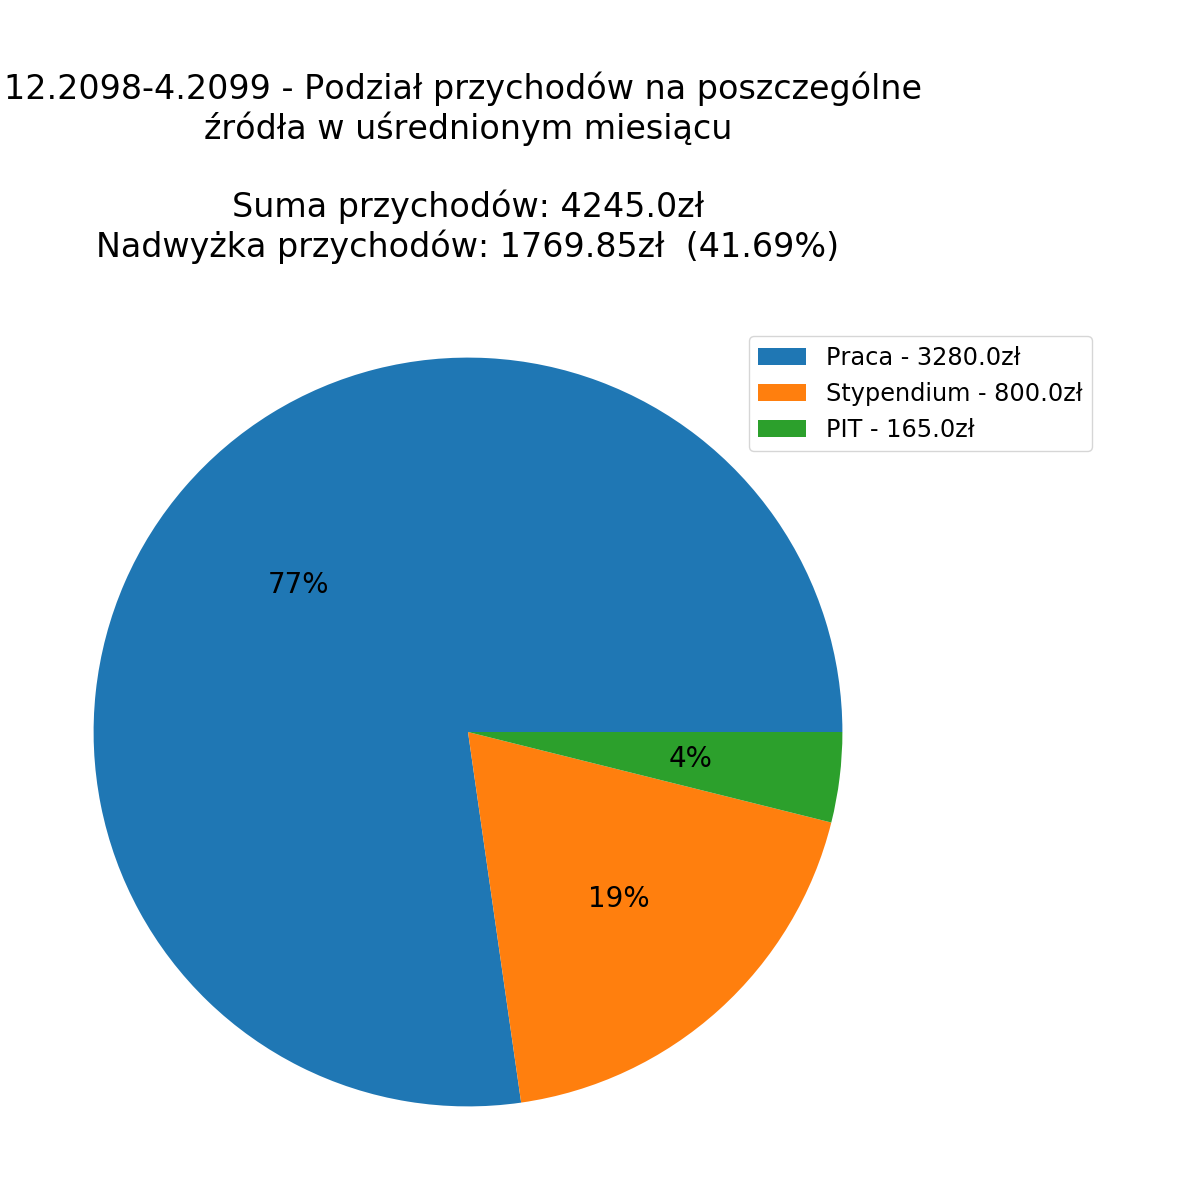 12.2098-4.2099 - Podział przychodów na poszczególne
źródła w uśrednionym miesiącu
Suma przychodów: 4245.0zł
Nadwyżka przychodów: 1769.85zł  (41.69%)
Praca - 3280.0zł
Stypendium - 800.0zł
PIT - 165.0zł
77%
4%
19%